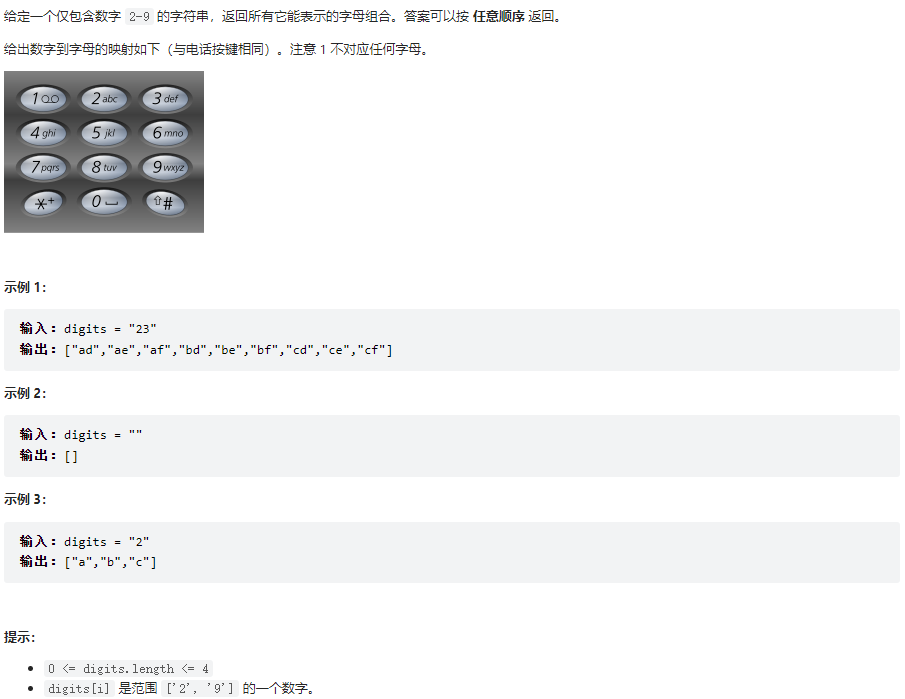 给定一个仅包含数字 2-9 的字符串，返回所有它能表示的字母组合。答案可以按 任意顺序 返回。
给出数字到字母的映射如下（与电话按键相同）。注意 1 不对应任何字母。
1 2 abc 3 def
4 ghi 5 jkl 6 mno
7 pqrs 8 tuv 9 wxyz
*+ 0 ⇧#
示例 1：
输入：digits = "23"
输出：["ad","ae","af","bd","be","bf","cd","ce","cf"]
示例 2：
输入：digits = ""
输出：[]
示例 3：
输入：digits = "2"
输出：["a","b","c"]
提示：
• 0 <= digits.length <= 4
• digits[i] 是范围 ['2', '9'] 的一个数字。